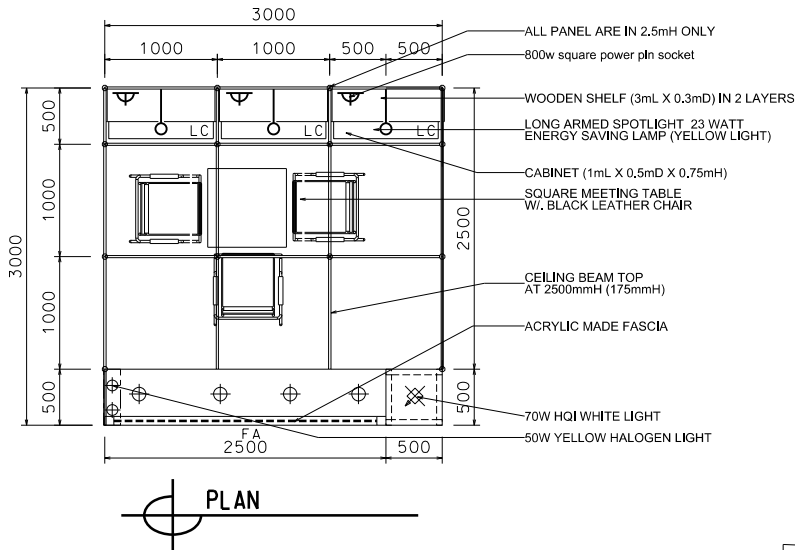 3000
1000
1000
500
500
ALL PANEL ARE IN 2.5mH ONLY
800w square power pin socket
WOODEN SHELF (3mL X 0.3mD) IN 2 LAYERS
LONG ARMED SPOTLIGHT 23 WATT
ENERGY SAVING LAMP (YELLOW LIGHT)
CABINET (1mL X 0.5mD X 0.75mH)
SQUARE MEETING TABLE
W/. BLACK LEATHER CHAIR
CEILING BEAM TOP
AT 2500mmH (175mmH)
ACRYLIC MADE FASCIA
70W HQI WHITE LIGHT
50W YELLOW HALOGEN LIGHT
LC
LC
LC
3000
500
1000
1000
500
2500
500
FA
2500
500
PLAN